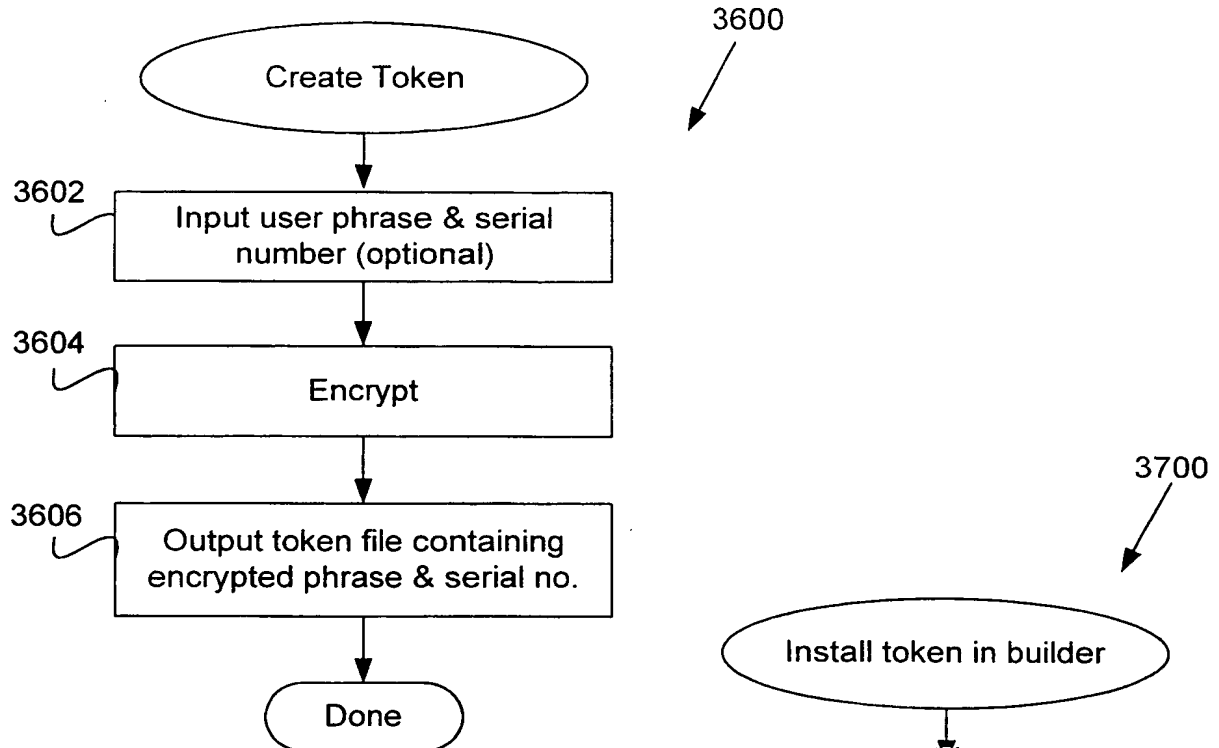 3600
Create Token
3602
Input user phrase & serial
number (optional)
3604
Encrypt
3606
Output token file containing
encrypted phrase & serial no.
Done
3700
Install token in builder